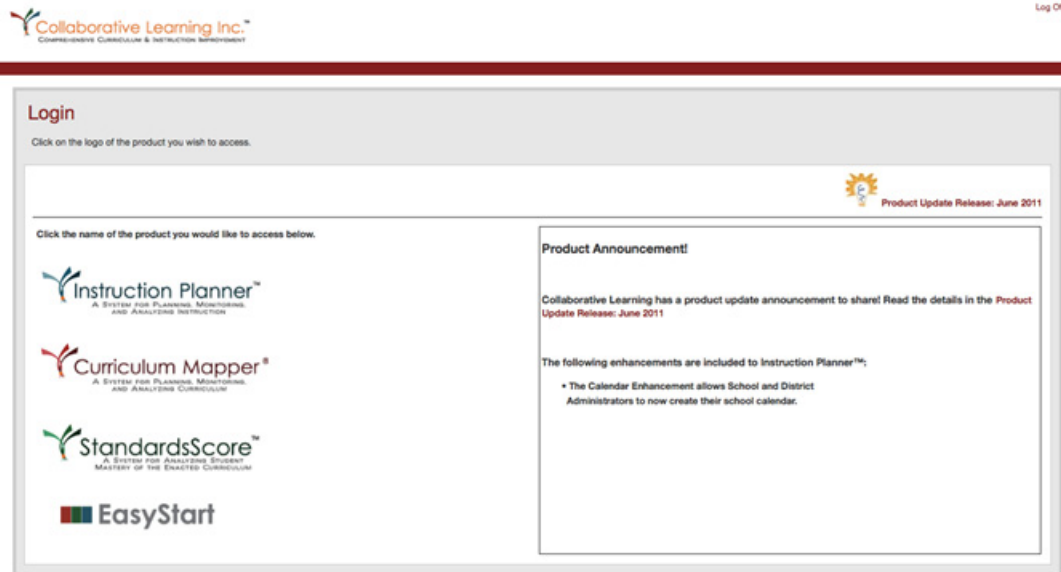 Log Of
Collaborative Learning Inc.™
Comprehensive Curriculum & Instruction Improvement
Login
Click on the logo of the product you wish to access.
Product Update Release: June 2011
Click the name of the product you would like to access below.
Instruction Planner™
A System for Planning, Monitoring,
and Analyzing Instruction
Curriculum Mapper®
A System for Planning, Monitoring,
and Analyzing Curriculum
StandardsScore™
A System for Analyzing Student
Mastery of the Enacted Curriculum
EasyStart
Product Announcement!
Collaborative Learning has a product update announcement to share! Read the details in the Product
Update Release: June 2011
The following enhancements are included to Instruction Planner™:
• The Calendar Enhancement allows School and District
Administrators to now create their school calendar.